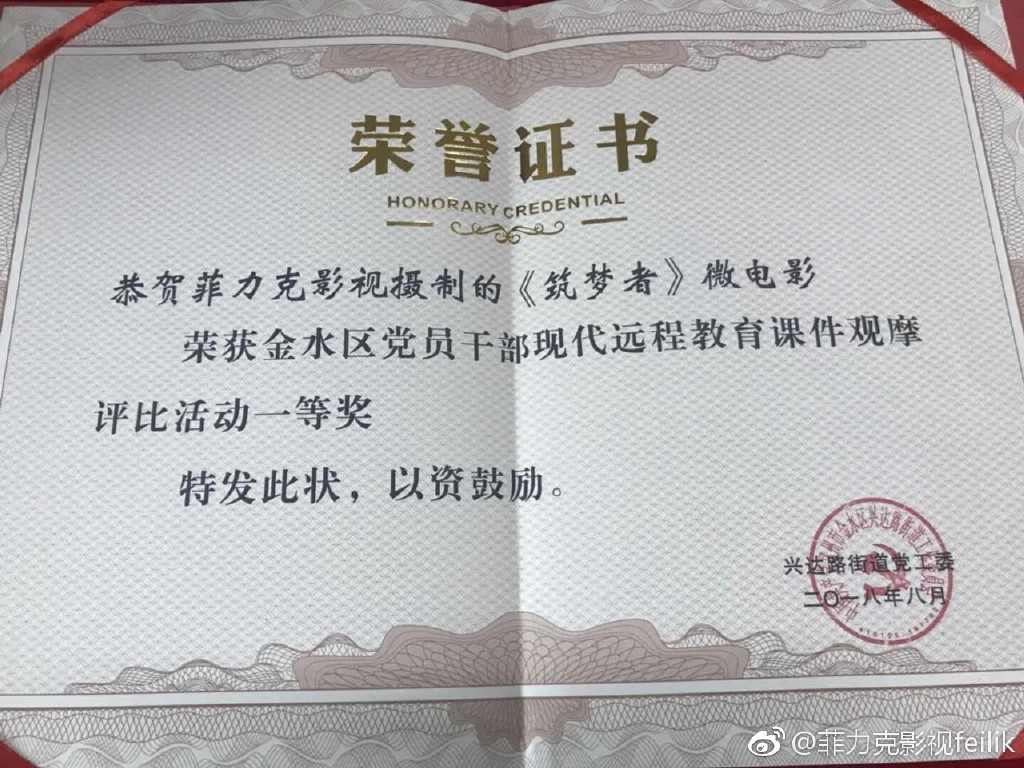 荣誉证书
HONORARY CREDENTIAL
恭贺菲力克影视摄制的《筑梦者》微电影
荣获金水区党员干部现代远程教育课件观摩
评比活动一等奖
特发此状，以资鼓励。
兴达路街道党工委
二〇一八年八月
@菲力克影视feilik